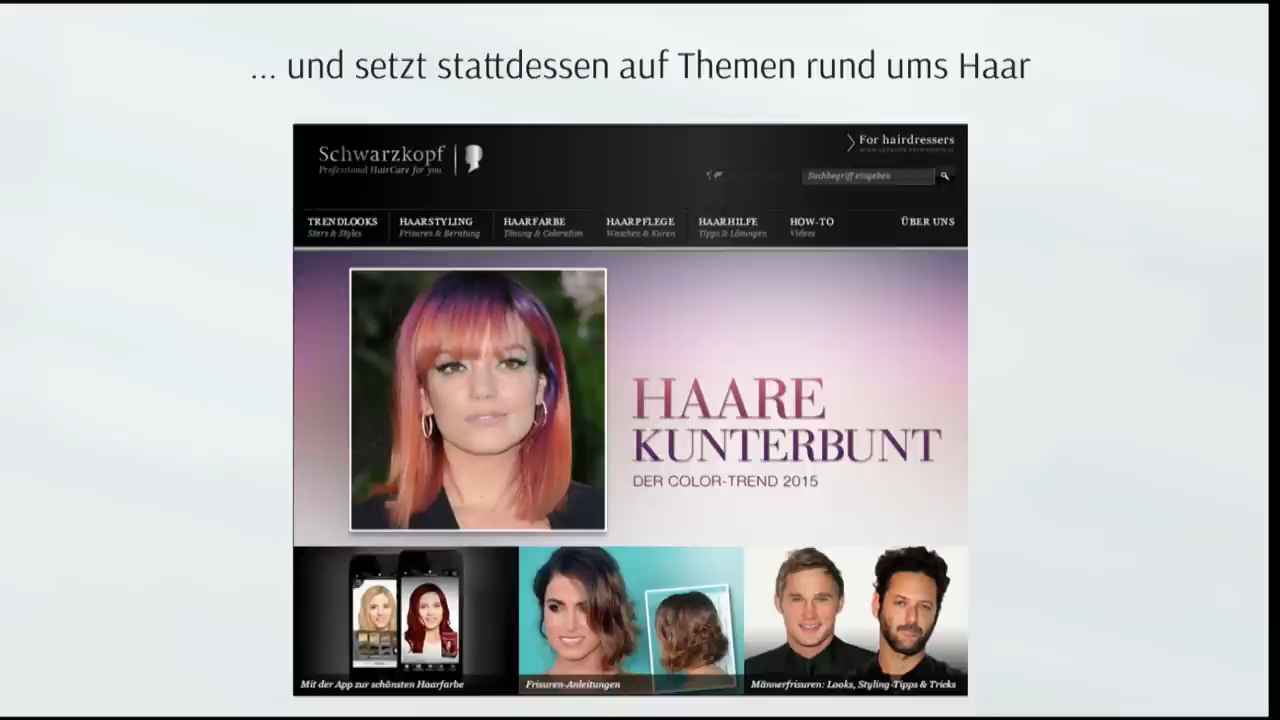 ... und setzt stattdessen auf Themen rund ums Haar
For hairdressers
Schwarzkopf
Professional HairCare for you.
Suchbegriff eingeben
TRENDLOOKS HAARSTYLING HAARFARBE HAARPFLEGE HAARHILFE HOW-TO ÜBER UNS
Stars & Styles Frisuren & Beratung Tönung & Coloration Waschen & Kuren Tipps & Lösungen Videos
HAARE
KUNTERBUNT
DER COLOR-TREND 2015
Mit der App zur schönsten Haarfarbe Frisuren-Anleitungen Männerfrisuren: Looks, Styling-Tipps & Tricks